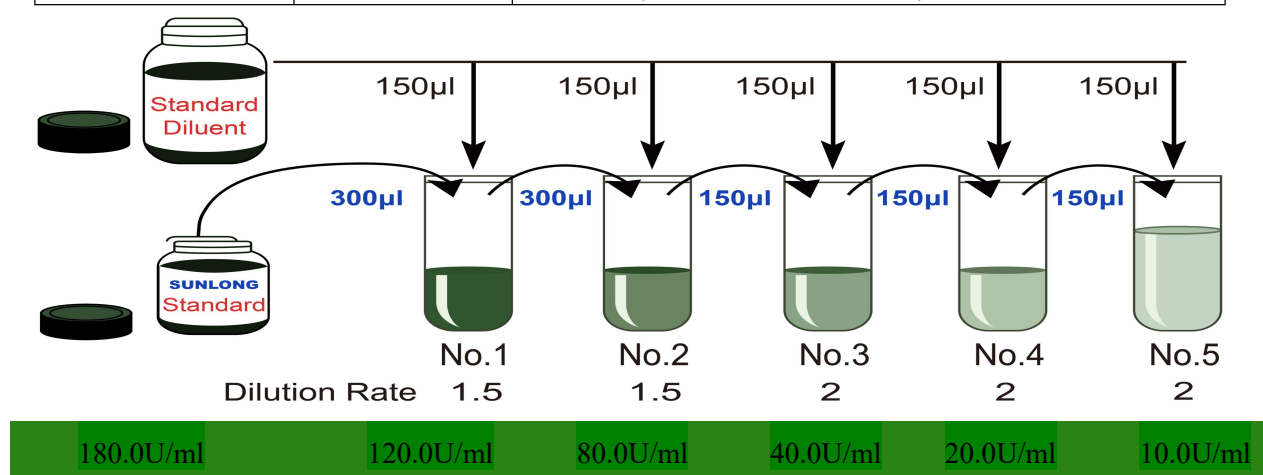 150µl 150µl 150µl 150µl 150µl
Standard
Diluent
300µl 300µl 150µl 150µl 150µl
SUNLONG
Standard
No.1 No.2 No.3 No.4 No.5
Dilution Rate 1.5 1.5 2 2 2
180.0U/ml 120.0U/ml 80.0U/ml 40.0U/ml 20.0U/ml 10.0U/ml